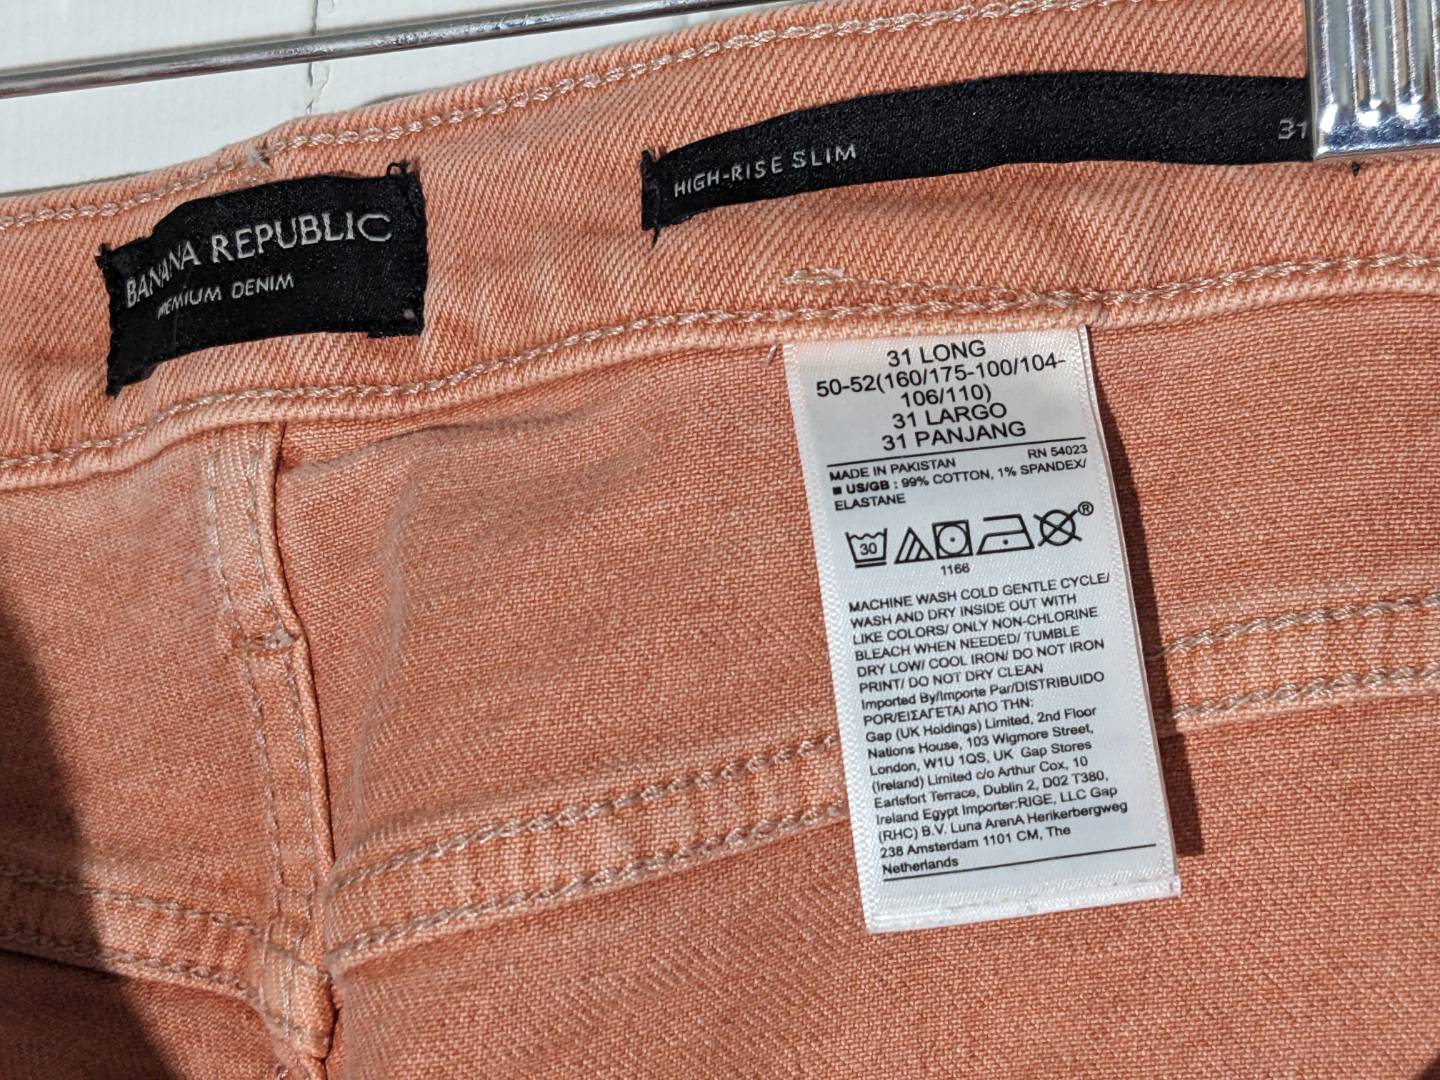 BANANA REPUBLIC
PREMIUM DENIM
HIGH-RISE SLIM
31
31 LONG
50-52(160/175-100/104-
106/110)
31 LARGO
31 PANJANG
MADE IN PAKISTAN RN 54023
■ US/GB : 99% COTTON, 1% SPANDEX/
ELASTANE
30
®
1166
MACHINE WASH COLD GENTLE CYCLE/
WASH AND DRY INSIDE OUT WITH
LIKE COLORS/ ONLY NON-CHLORINE
BLEACH WHEN NEEDED/ TUMBLE
DRY LOW/ COOL IRON/ DO NOT IRON
PRINT/ DO NOT DRY CLEAN
Imported By/Importe Par/DISTRIBUIDO
POR/ΕΙΣΑΓΕΤΑΙ ΑΠΟ ΤΗΝ:
Gap (UK Holdings) Limited, 2nd Floor
Nations House, 103 Wigmore Street,
London, W1U 1QS, UK Gap Stores
(Ireland) Limited c/o Arthur Cox, 10
Earlsfort Terrace, Dublin 2, D02 T380,
Ireland Egypt Importer:RIGE, LLC Gap
(RHC) B.V. Luna ArenA Herikerbergweg
238 Amsterdam 1101 CM, The
Netherlands